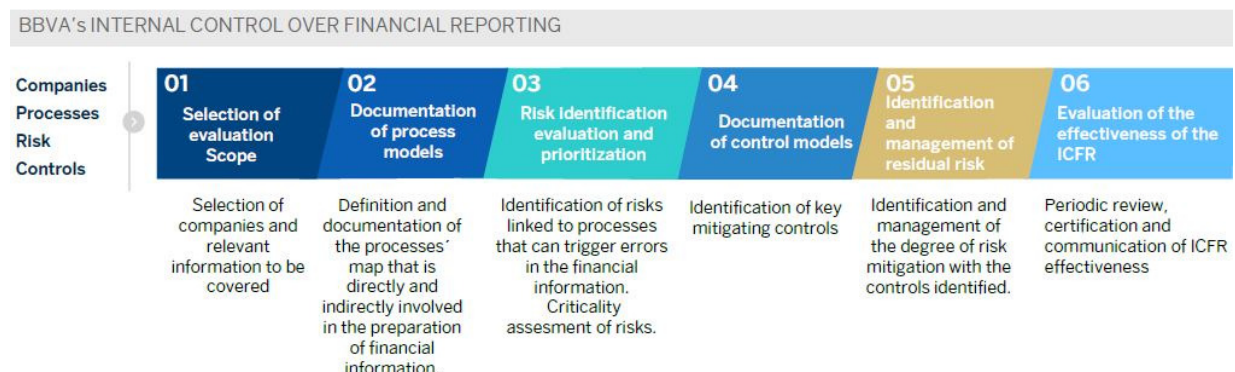 BBVA's INTERNAL CONTROL OVER FINANCIAL REPORTING
Companies
Processes
Risk
Controls
01
Selection of
evaluation
Scope
02
Documentation
of process
models
03
Risk identification
evaluation and
prioritization
04
Documentation
of control models
05
Identification
and
management of
residual risk
06
Evaluation of the
effectiveness of the
ICFR
Selection of
companies and
relevant
information to be
covered
Definition and
documentation of
the processes´
map that is
directly and
indirectly involved
in the preparation
of financial
information
Identification of risks
linked to processes
that can trigger errors
in the financial
information.
Criticality
assesment of risks.
Identification of key
mitigating controls
Identification and
management of
the degree of risk
mitigation with the
controls identified.
Periodic review,
certification and
communication of ICFR
effectiveness